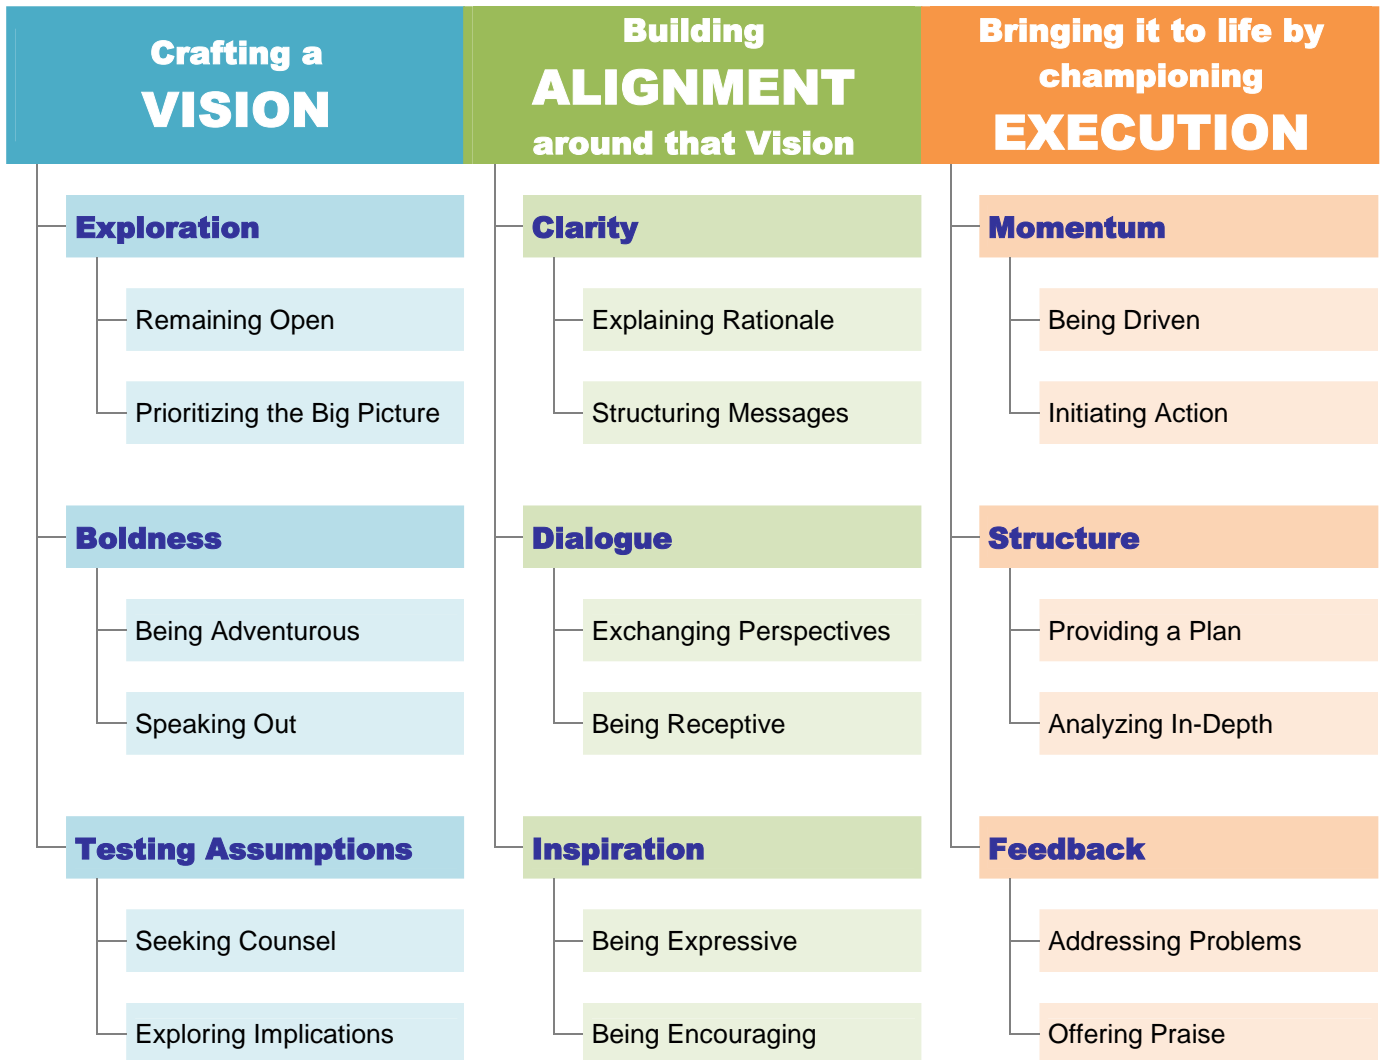 Crafting a
VISION
Exploration
Remaining Open
Prioritizing the Big Picture
Boldness
Being Adventurous
Speaking Out
Testing Assumptions
Seeking Counsel
Exploring Implications
Building
ALIGNMENT
around that Vision
Clarity
Explaining Rationale
Structuring Messages
Dialogue
Exchanging Perspectives
Being Receptive
Inspiration
Being Expressive
Being Encouraging
Bringing it to life by
championing
EXECUTION
Momentum
Being Driven
Initiating Action
Structure
Providing a Plan
Analyzing In-Depth
Feedback
Addressing Problems
Offering Praise